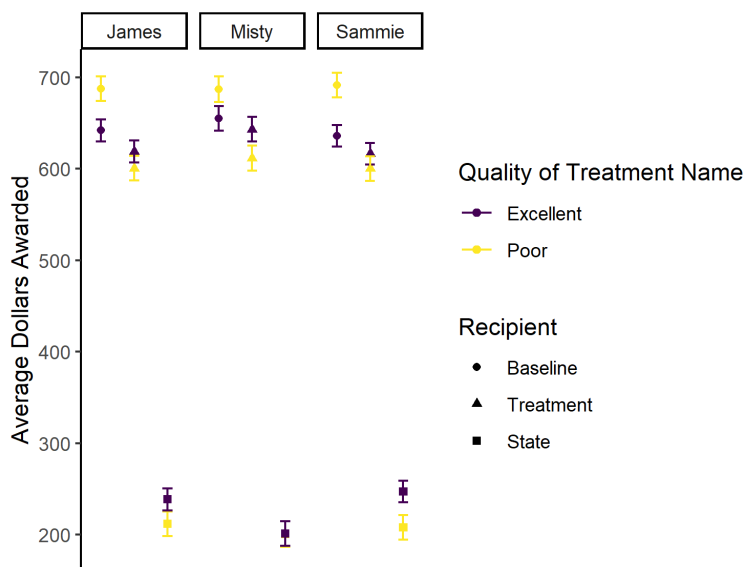 James Misty Sammie
700
600
500
400
300
200
Average Dollars Awarded
Quality of Treatment Name
Excellent
Poor
Recipient
Baseline
Treatment
State